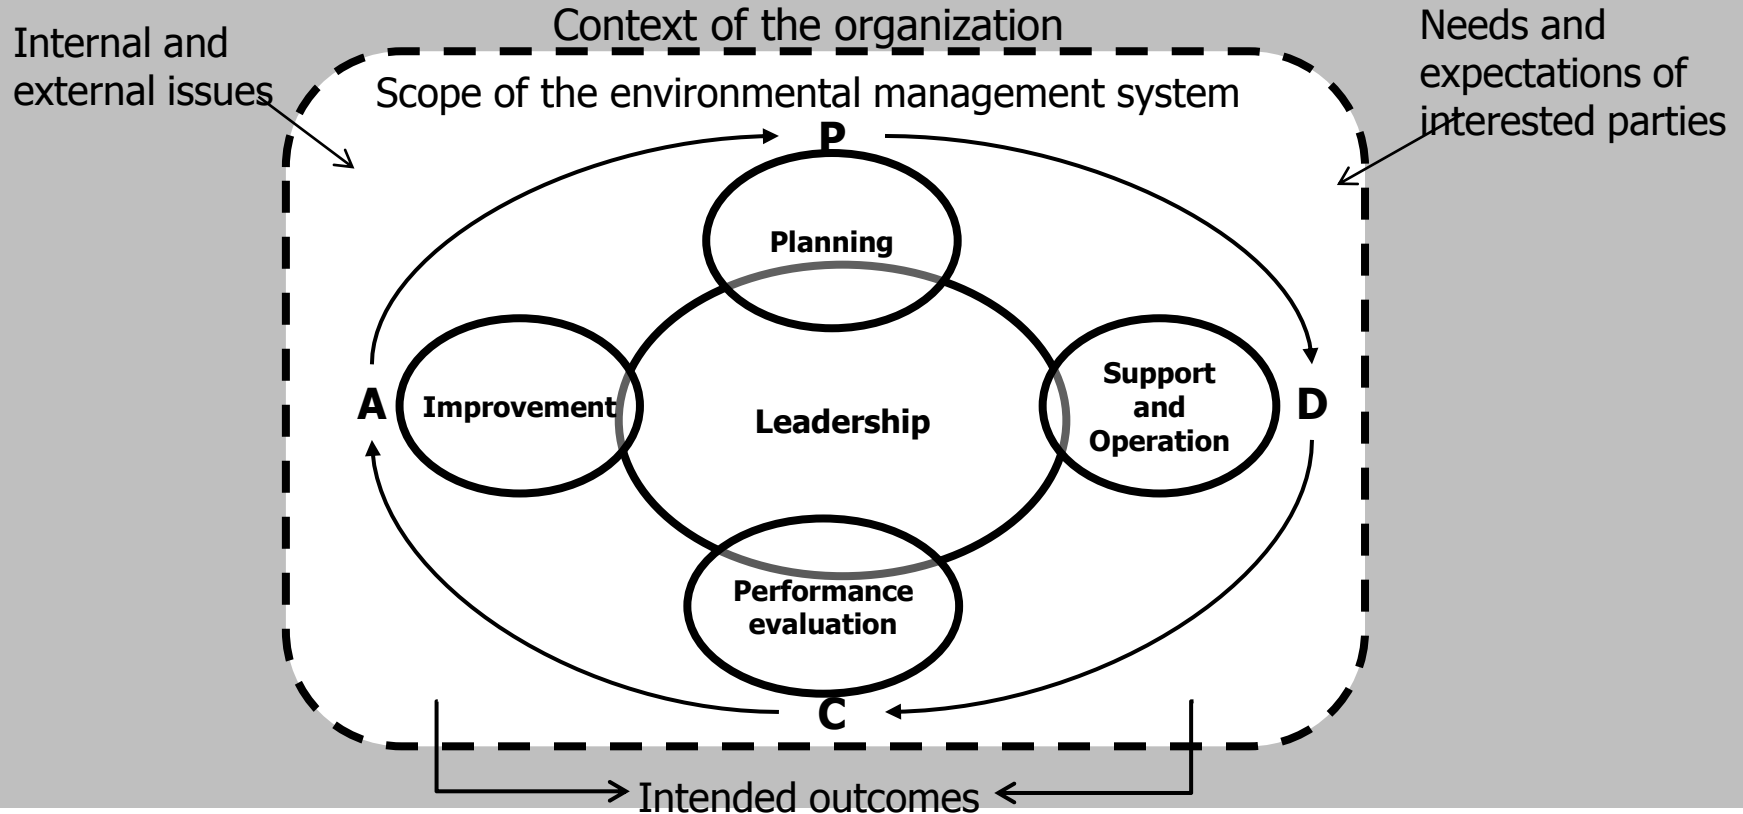 Context of the organization
Internal and
external issues
Needs and
expectations of
interested parties
Scope of the environmental management system
P
Planning
A
Improvement
Leadership
Support
and
Operation
D
Performance
evaluation
C
Intended outcomes